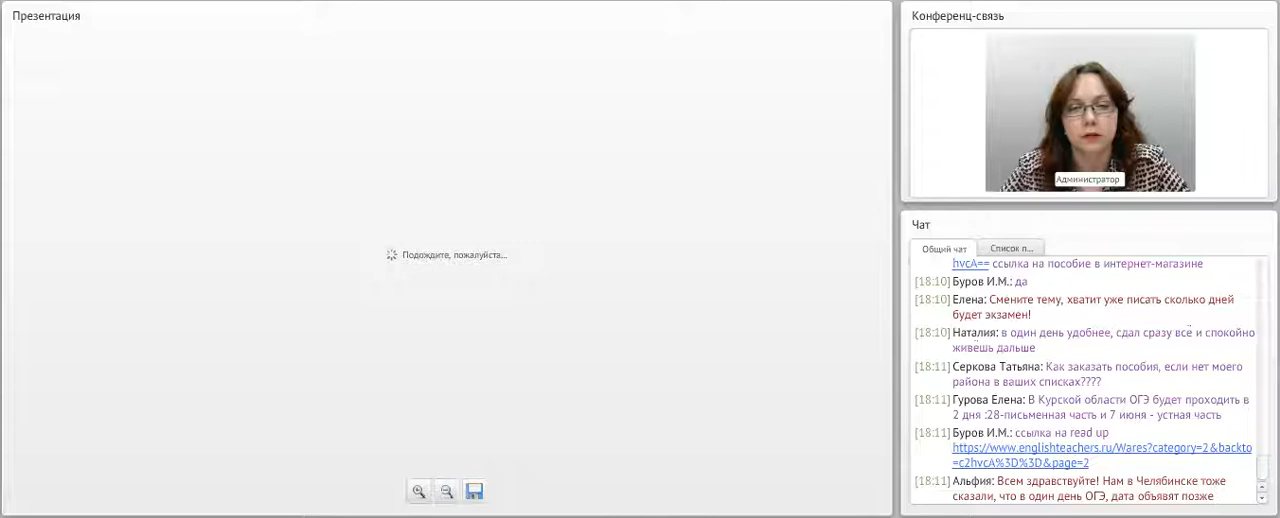 Презентация
Подождите, пожалуйста...
Конференц-связь
Администратор
Чат
Общий чат
Список п...
hvcA== ссылка на пособие в интернет-магазине
[18:10] Буров И.М.: да
[18:10] Елена: Смените тему, хватит уже писать сколько дней
будет экзамен!
[18:10] Наталия: в один день удобнее, сдал сразу всё и спокойно
живёшь дальше
[18:11] Серкова Татьяна: Как заказать пособия, если нет моего
района в ваших списках????
[18:11] Гурова Елена: В Курской области ОГЭ будет проходить в
2 дня :28-письменная часть и 7 июня - устная часть
[18:11] Буров И.М.: ссылка на read up
https://www.englishteachers.ru/Wares?category=2&backto
=c2hvcA%3D%3D&page=2
[18:11] Альфия: Всем здравствуйте! Нам в Челябинске тоже
сказали, что в один день ОГЭ, дата объявят позже